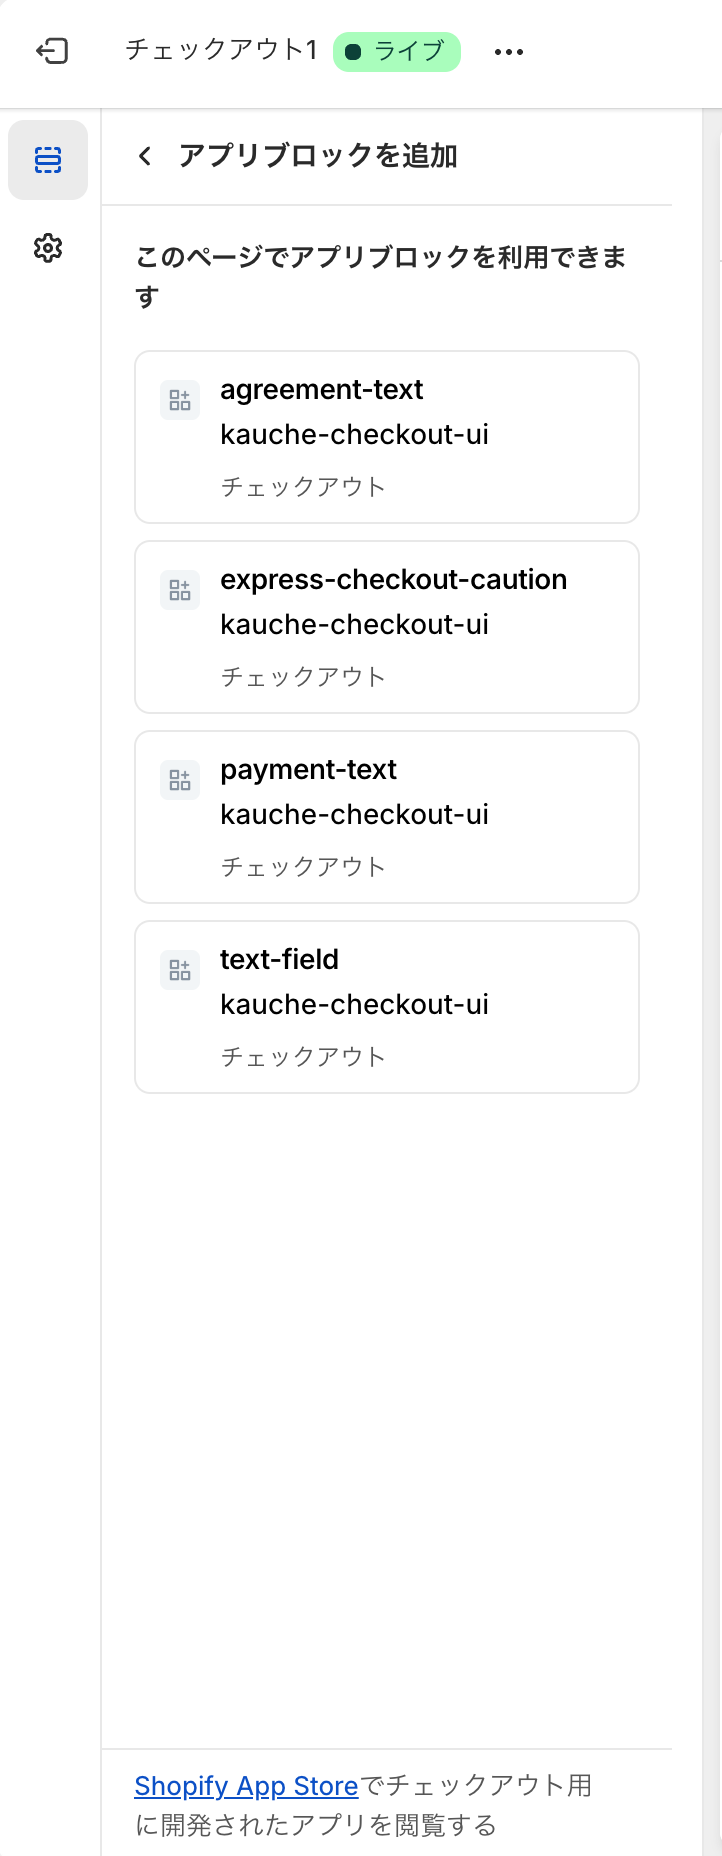 チェックアウト1 ライブ
アプリブロックを追加
このページでアプリブロックを利用できま
す
agreement-text
kauche-checkout-ui
チェックアウト
express-checkout-caution
kauche-checkout-ui
チェックアウト
payment-text
kauche-checkout-ui
チェックアウト
text-field
kauche-checkout-ui
チェックアウト
Shopify App Storeでチェックアウト用
に開発されたアプリを閲覧する